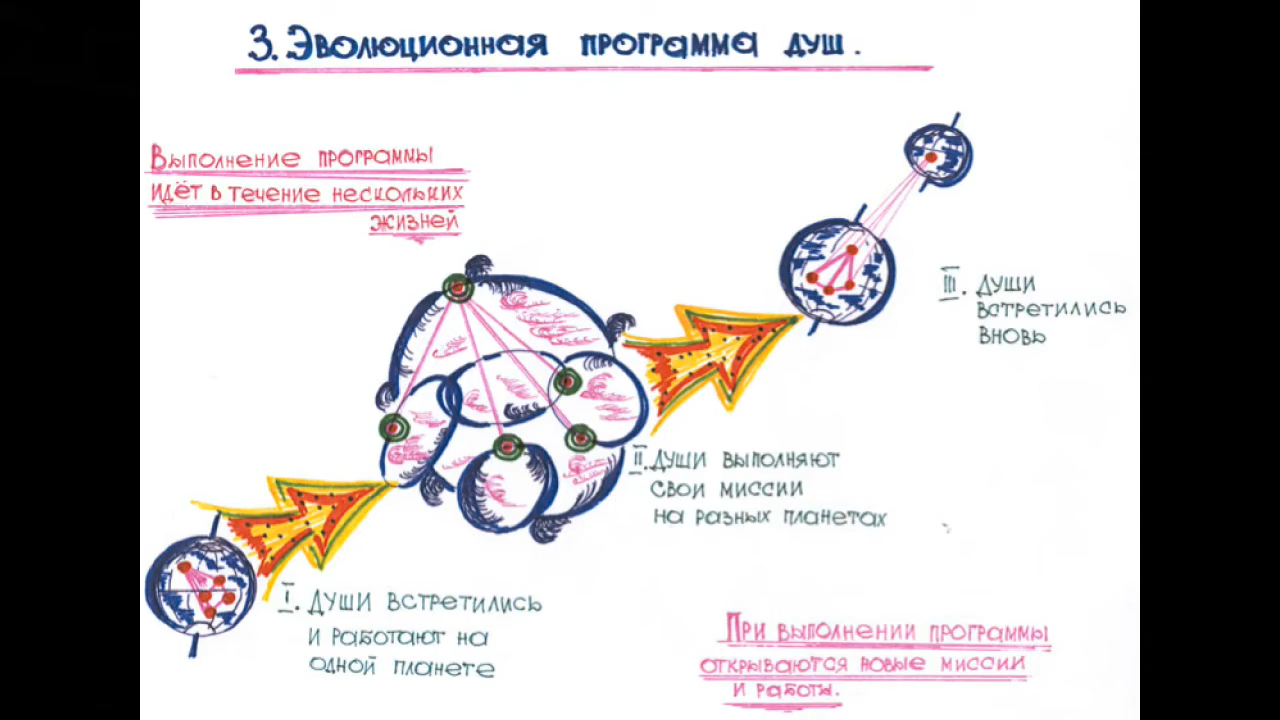 3. Эволюционная программа душ.
Выполнение программы
идёт в течение нескольких
жизней
III. Души
встретились
вновь
II. Души выполняют
свои миссии
на разных планетах
I. Души встретились
и работают на
одной планете
При выполнении программы
открываются новые миссии
и работы.